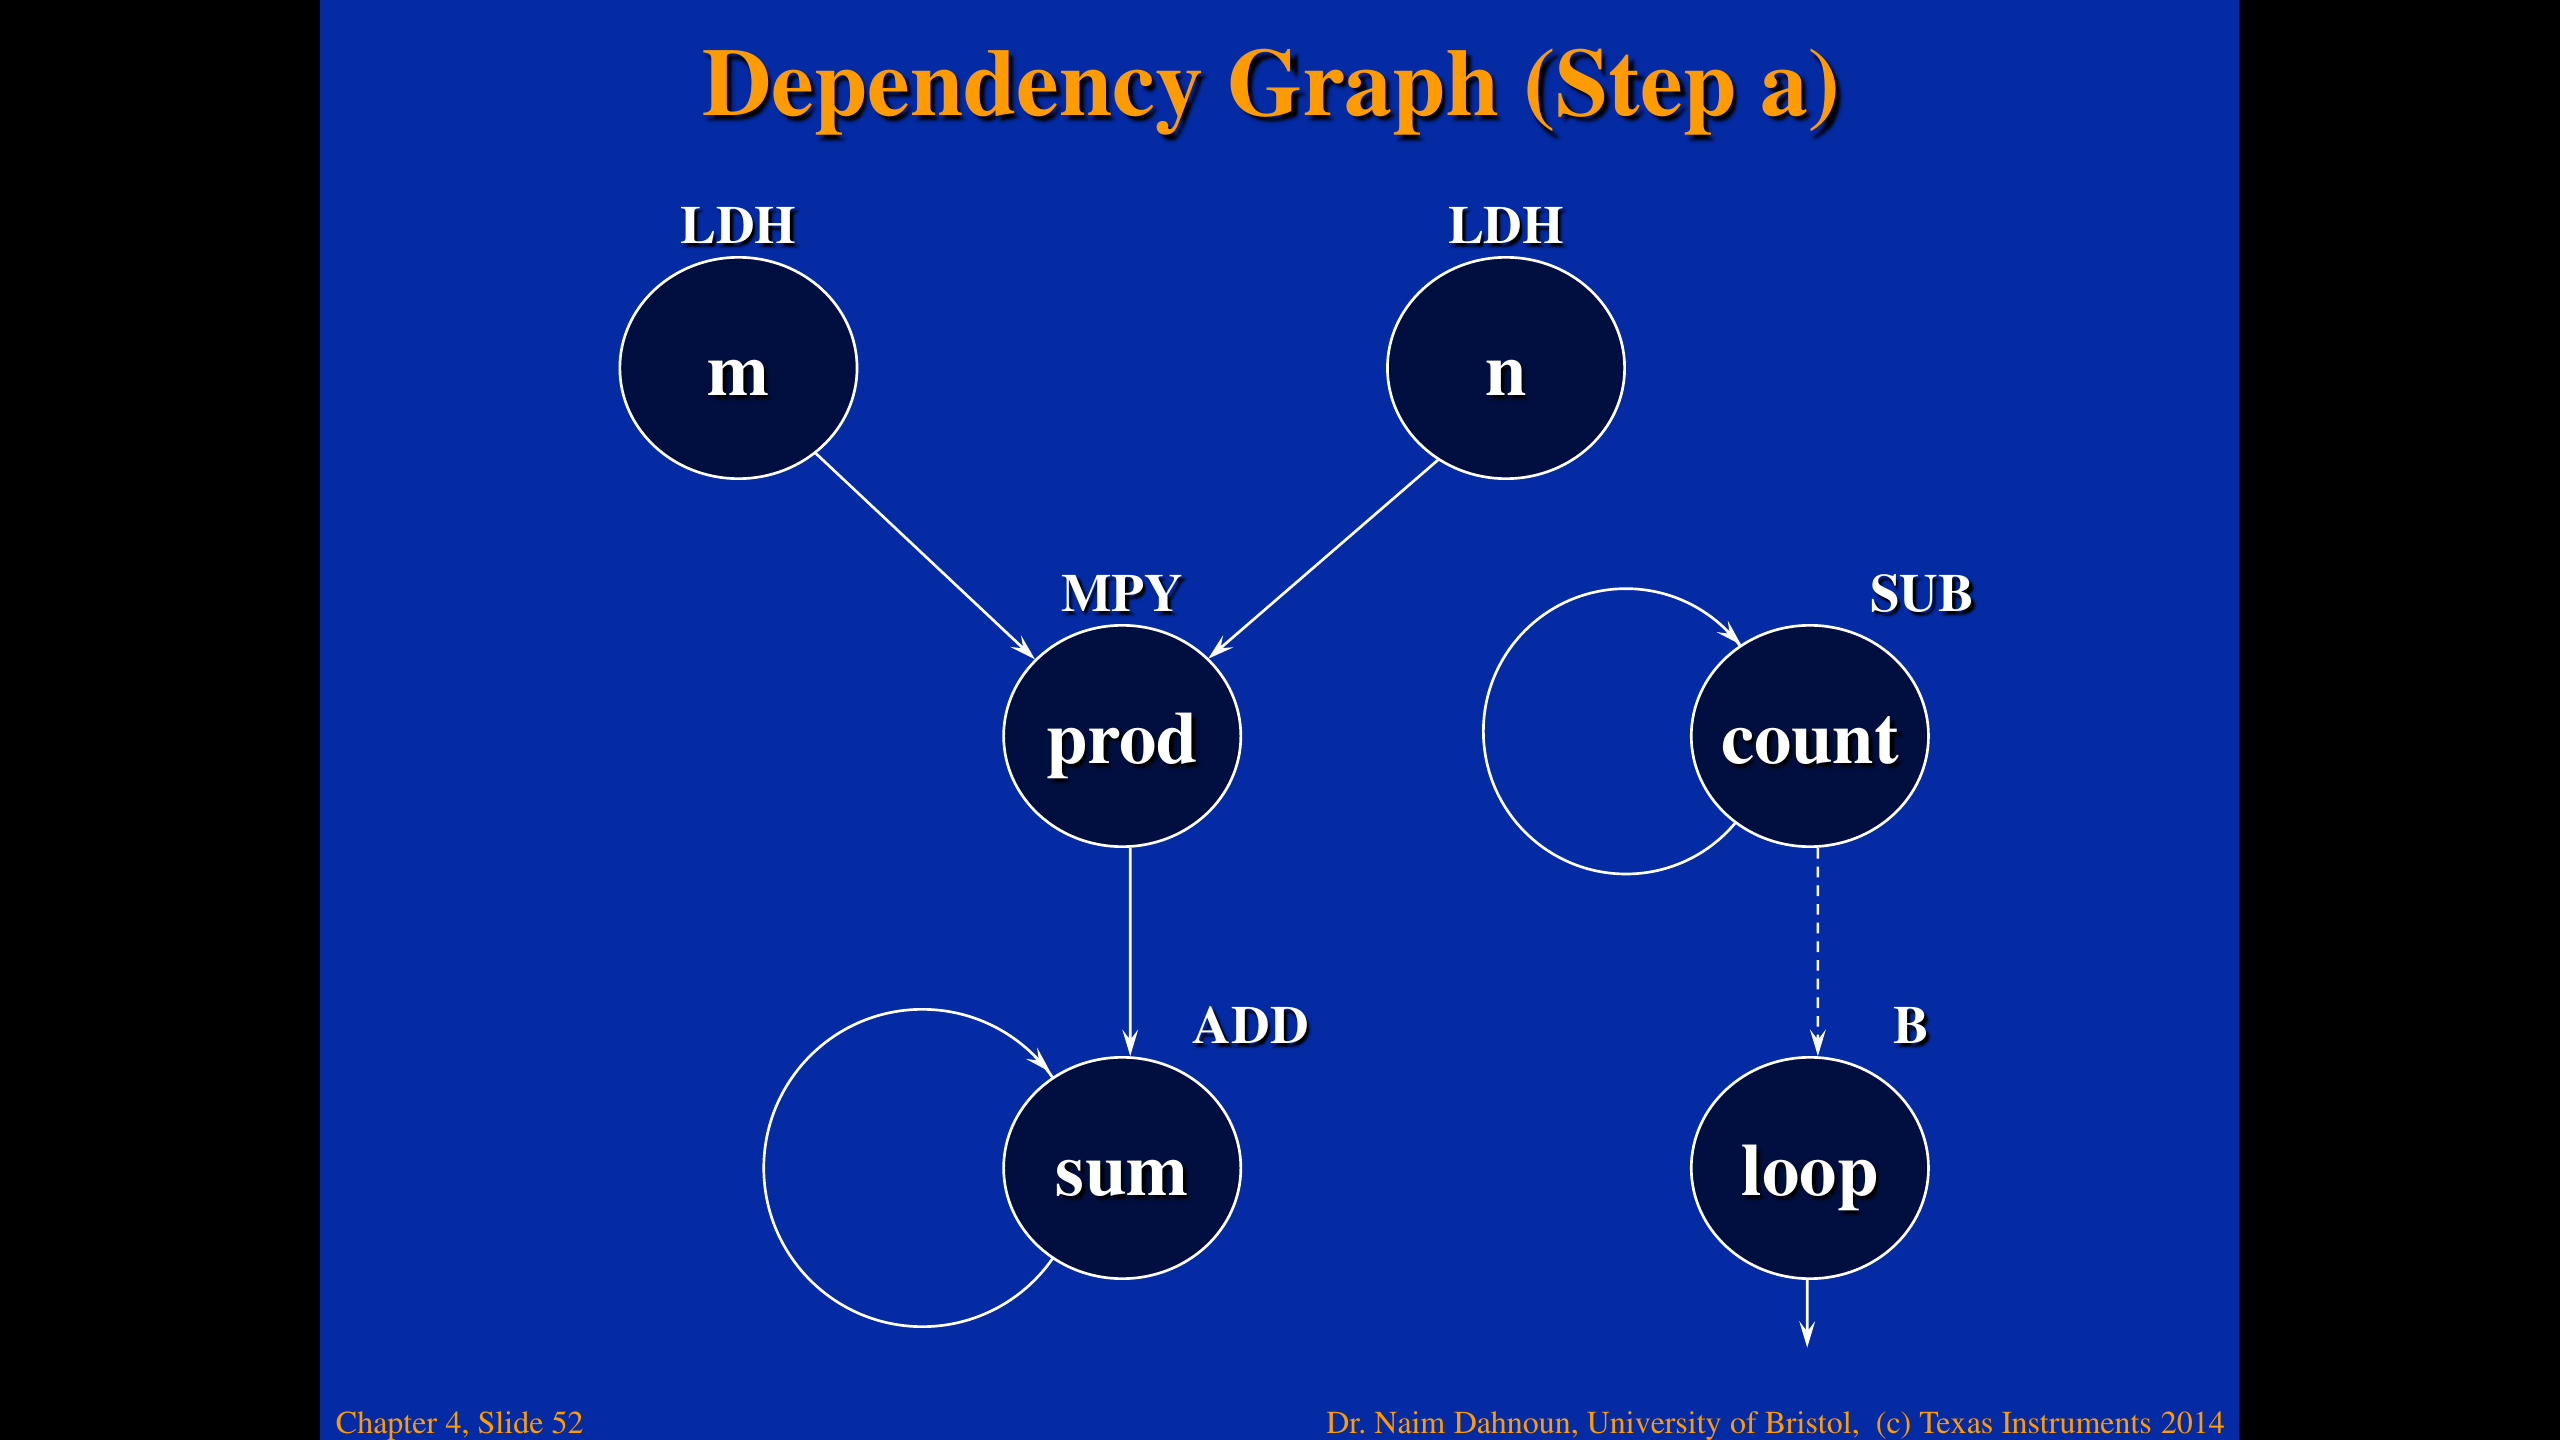 Dependency Graph (Step a)
LDH
LDH
m
n
MPY
SUB
prod
count
ADD
B
sum
loop
Chapter 4, Slide 52
Dr. Naim Dahnoun, University of Bristol, (c) Texas Instruments 2014